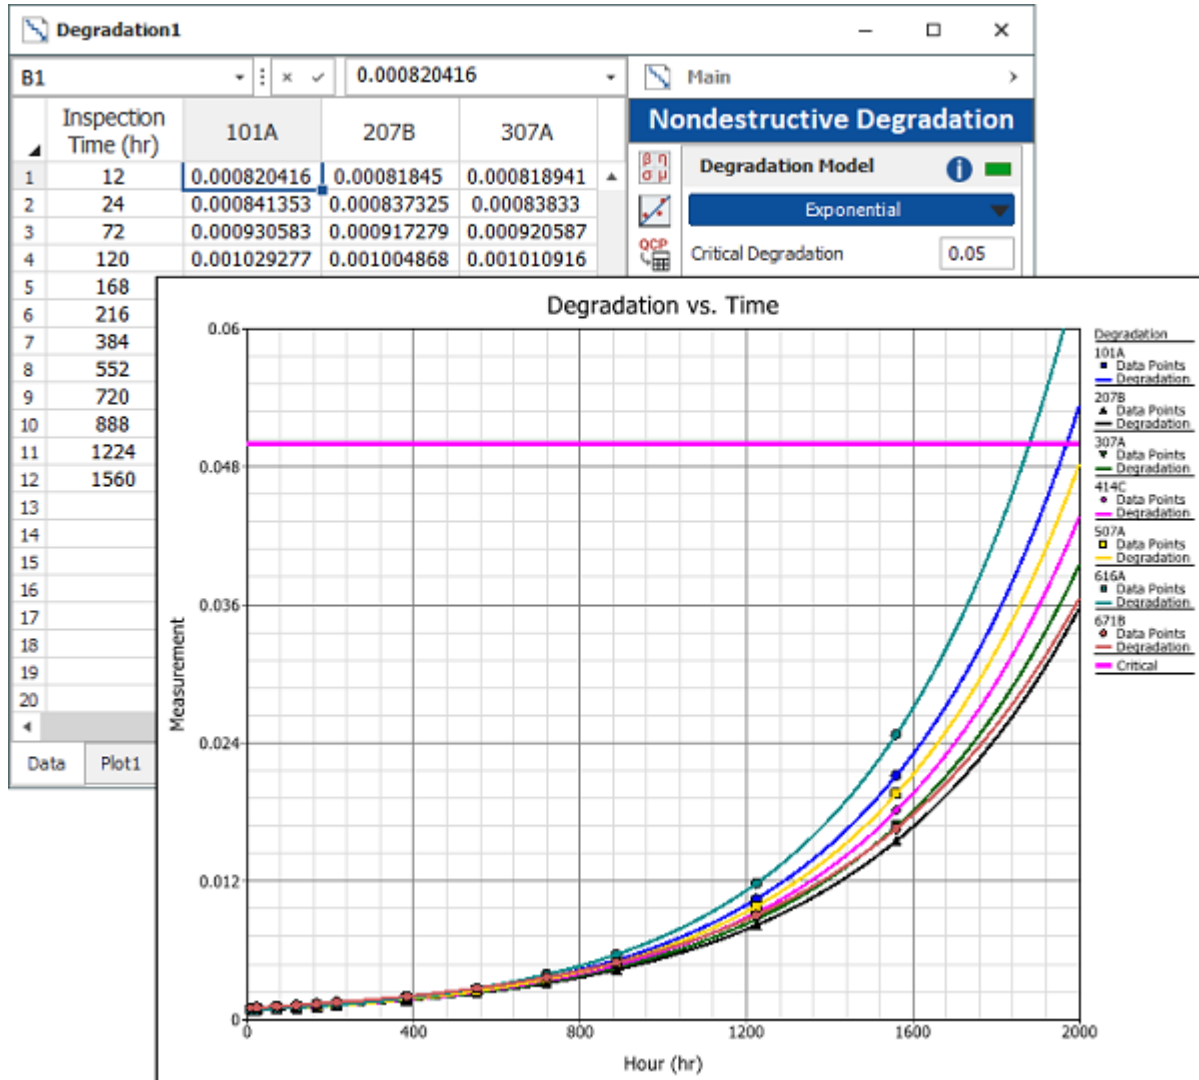 Degradation1
B1 0.000820416 Main
Nondestructive Degradation
Inspection Time (hr) 101A 207B 307A
Degradation Model
Exponential
Critical Degradation 0.05
β η
σ μ
QCP
1 12 0.000820416 0.00081845 0.000818941
2 24 0.000841353 0.000837325 0.00083833
3 72 0.000930583 0.000917279 0.000920587
4 120 0.001029277 0.001004868 0.001010916
5 168
6 216
7 384
8 552
9 720
10 888
11 1224
12 1560
13
14
15
16
17
18
19
20
Data Plot1
Degradation vs. Time
0.06
0.048
0.036
0.024
0.012
0
Measurement
0 400 800 1200 1600 2000
Hour (hr)
Degradation
101A
Data Points
Degradation
207B
Data Points
Degradation
307A
Data Points
Degradation
414C
Data Points
Degradation
507A
Data Points
Degradation
616A
Data Points
Degradation
671B
Data Points
Degradation
Critical